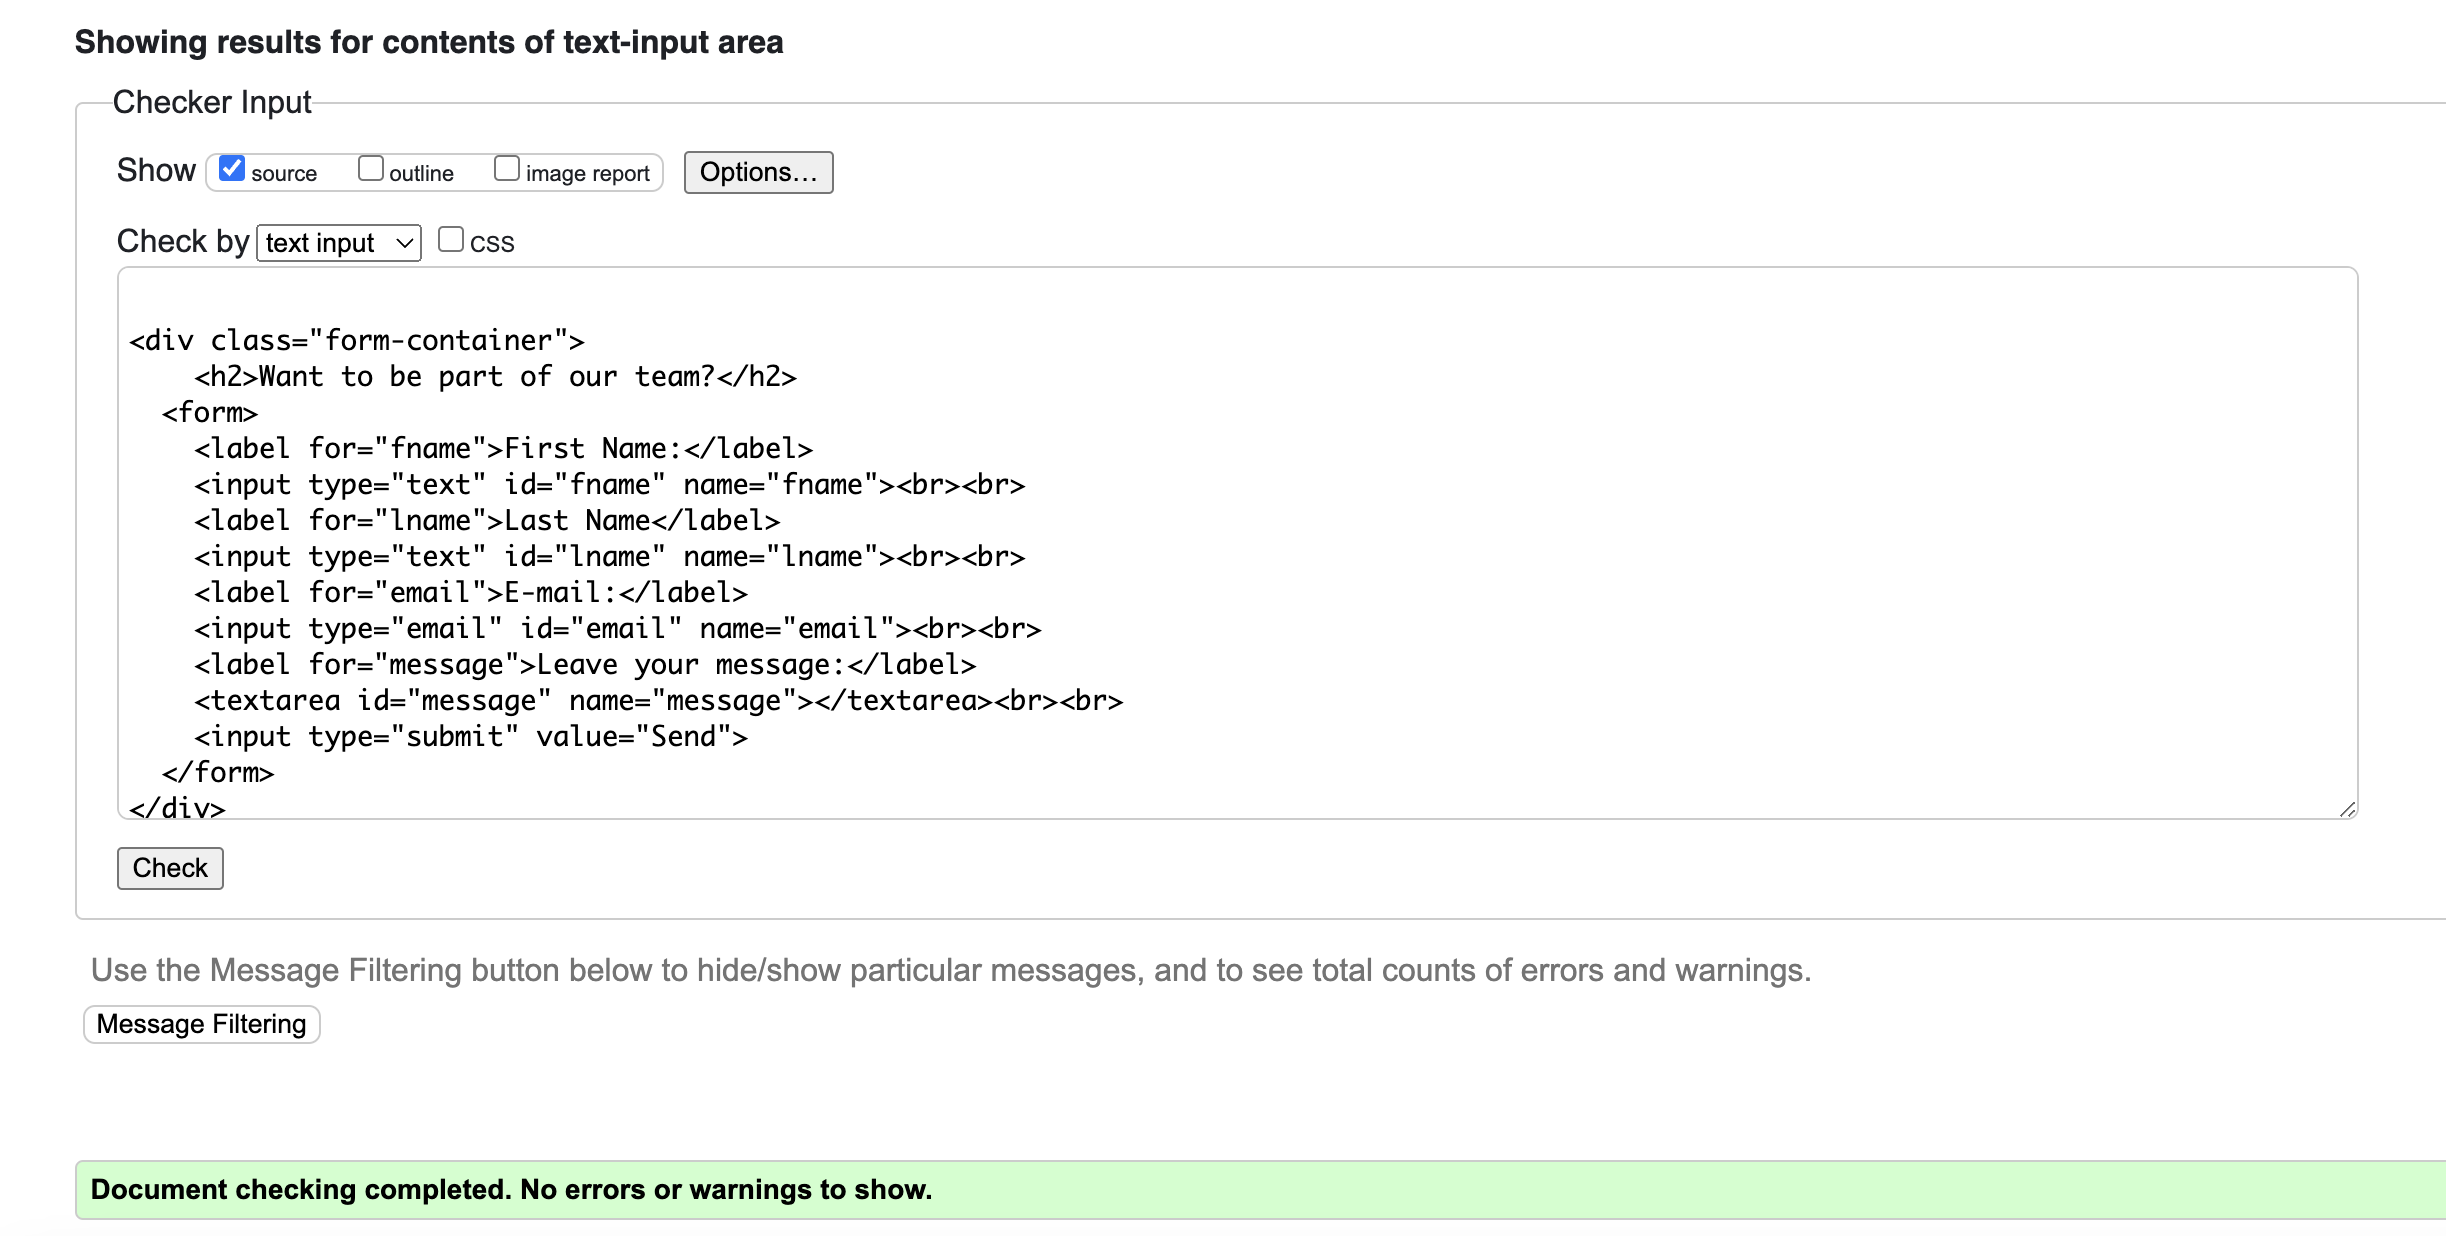 Showing results for contents of text-input area
Checker Input
Show source outline image report Options…
Check by text input CSS
<div class="form-container">
<h2>Want to be part of our team?</h2>
<form>
<label for="fname">First Name:</label>
<input type="text" id="fname" name="fname"><br><br>
<label for="lname">Last Name</label>
<input type="text" id="lname" name="lname"><br><br>
<label for="email">E-mail:</label>
<input type="email" id="email" name="email"><br><br>
<label for="message">Leave your message:</label>
<textarea id="message" name="message"></textarea><br><br>
<input type="submit" value="Send">
</form>
</div>
Check
Use the Message Filtering button below to hide/show particular messages, and to see total counts of errors and warnings.
Message Filtering
Document checking completed. No errors or warnings to show.